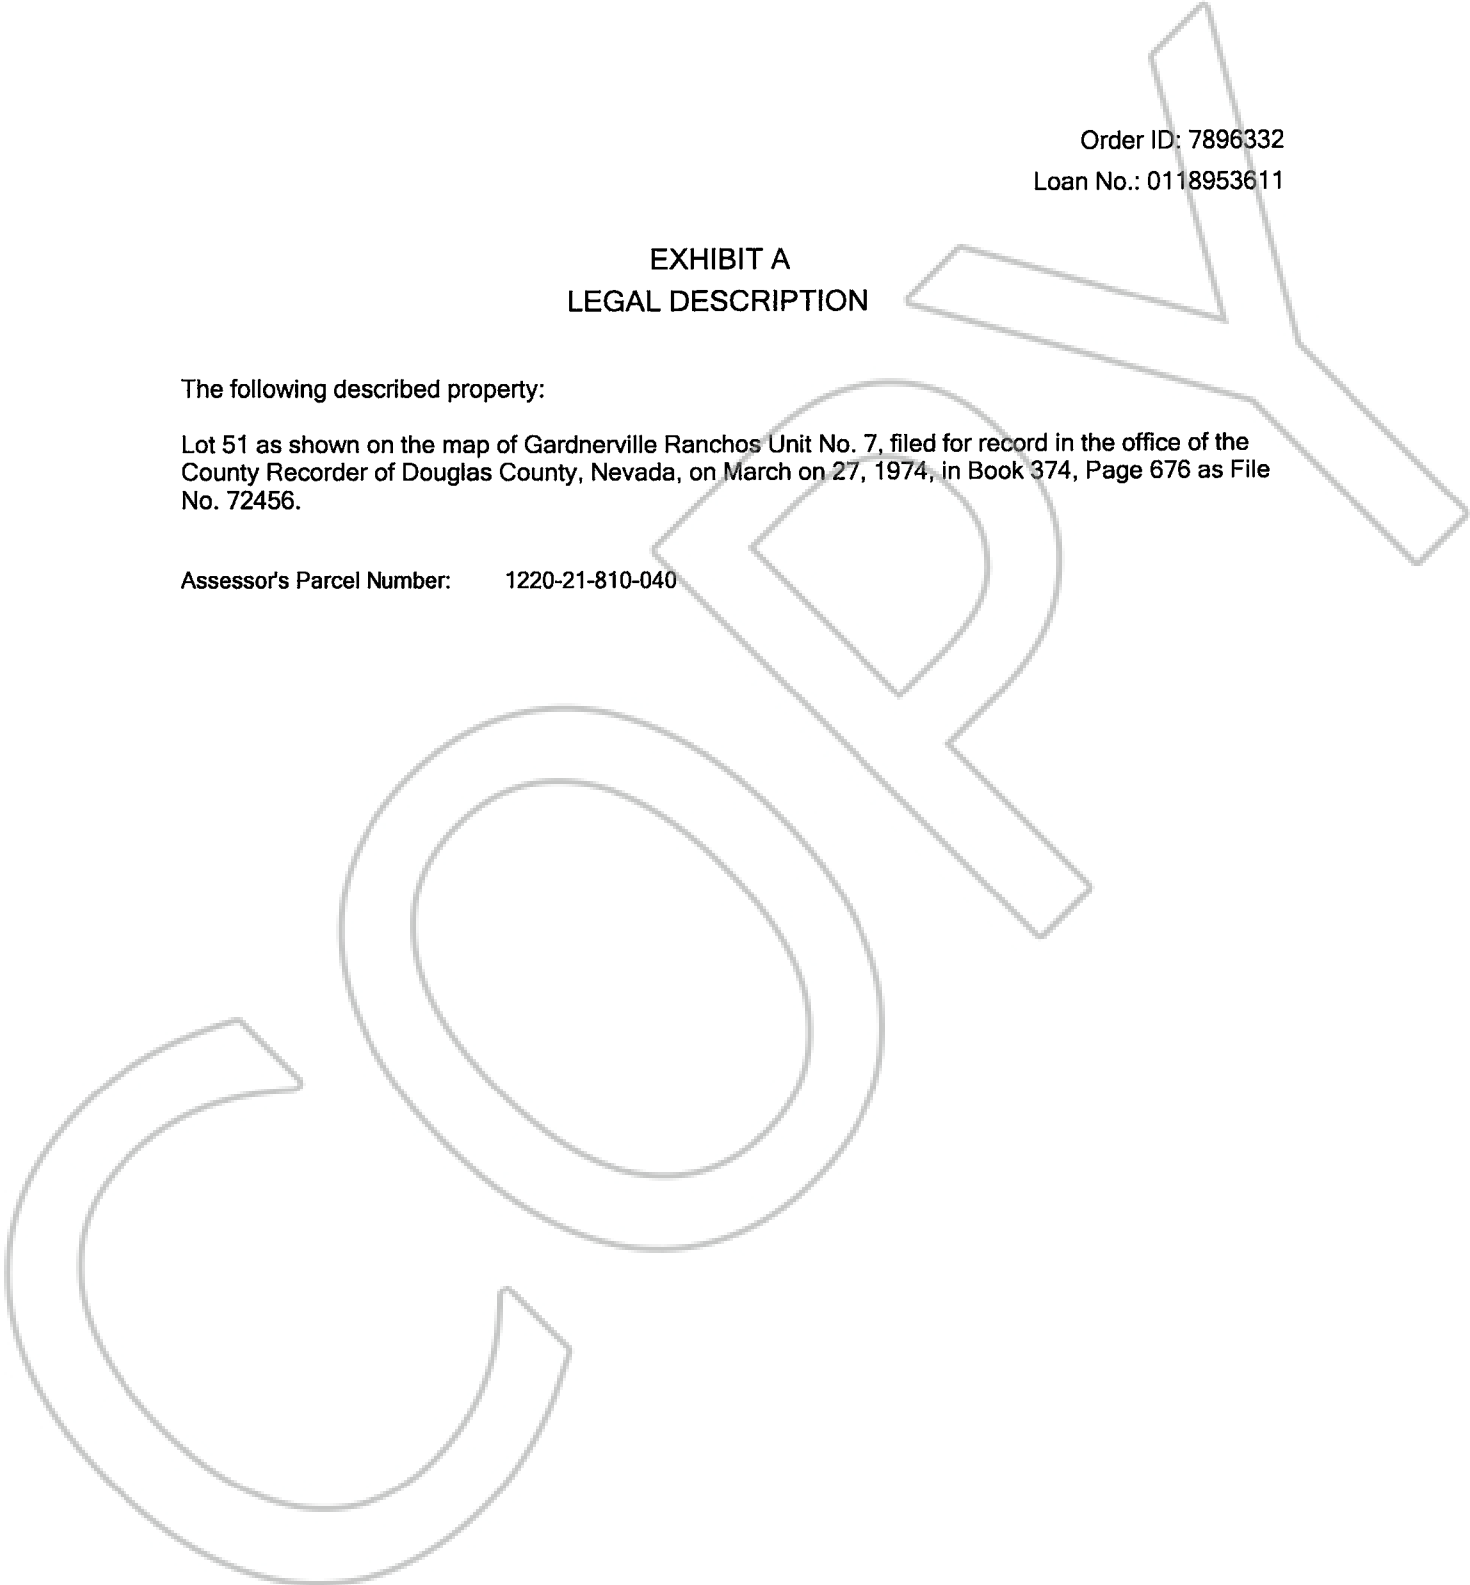 Order ID: 7896332
Loan No.: 0118953611
EXHIBIT A
LEGAL DESCRIPTION
The following described property:
Lot 51 as shown on the map of Gardnerville Ranchos Unit No. 7, filed for record in the office of the
County Recorder of Douglas County, Nevada, on March on 27, 1974, in Book 374, Page 676 as File
No. 72456.
Assessor's Parcel Number: 1220-21-810-040
COPY